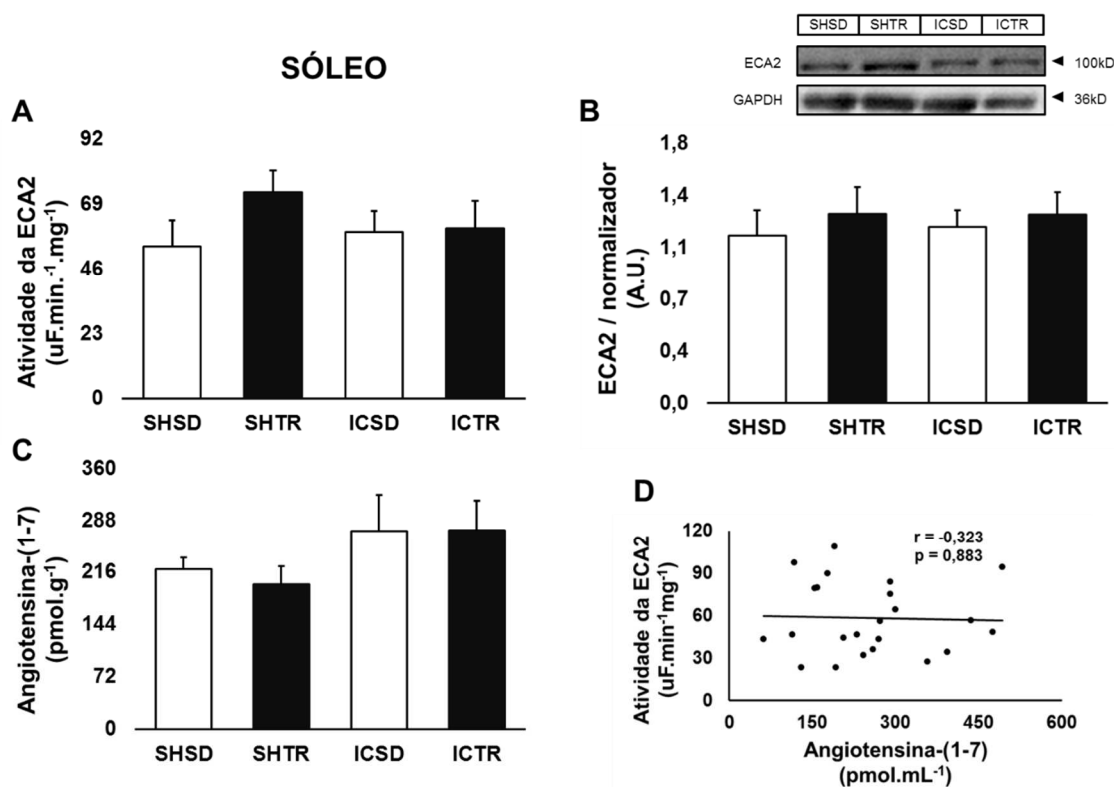 SÓLEO
SHSD SHTR ICSD ICTR
ECA2 100kD
GAPDH 36kD
A
Atividade da ECA2
(uF.min.⁻¹.mg⁻¹)
92
69
46
23
0
SHSD SHTR ICSD ICTR
B
ECA2 / normalizador
(A.U.)
1,8
1,4
1,1
0,7
0,4
0,0
SHSD SHTR ICSD ICTR
C
Angiotensina-(1-7)
(pmol.g⁻¹)
360
288
216
144
72
0
SHSD SHTR ICSD ICTR
D
Atividade da ECA2
(uF.min⁻¹mg⁻¹)
120
90
60
30
0
r = -0,323
p = 0,883
0 150 300 450 600
Angiotensina-(1-7)
(pmol.mL⁻¹)